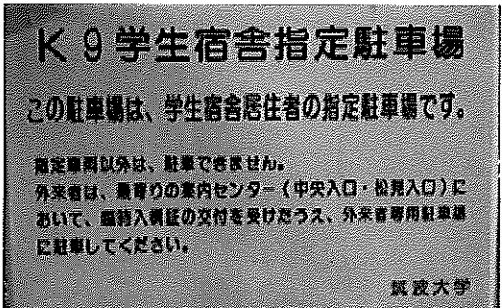 K9学生宿舎指定駐車場
この駐車場は、学生宿舎居住者の指定駐車場です。
指定車両以外は、駐車できません。
外来者は、最寄りの案内センター(中央入口・松見入口)に
おいて、臨時入構証の交付を受けたうえ、外来者専用駐車場
に駐車してください。
筑波大学